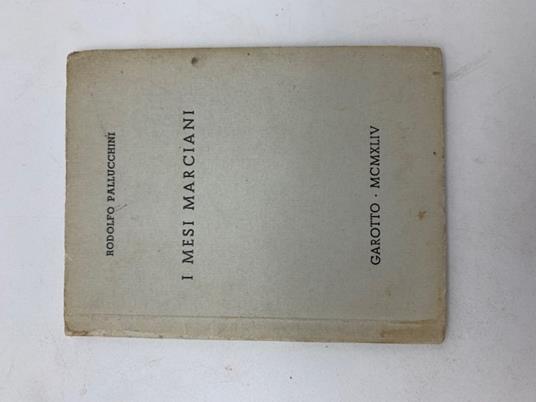 RODOLFO PALLUCCHINI
I MESI MARCIANI
GAROTTO · MCMXLIV